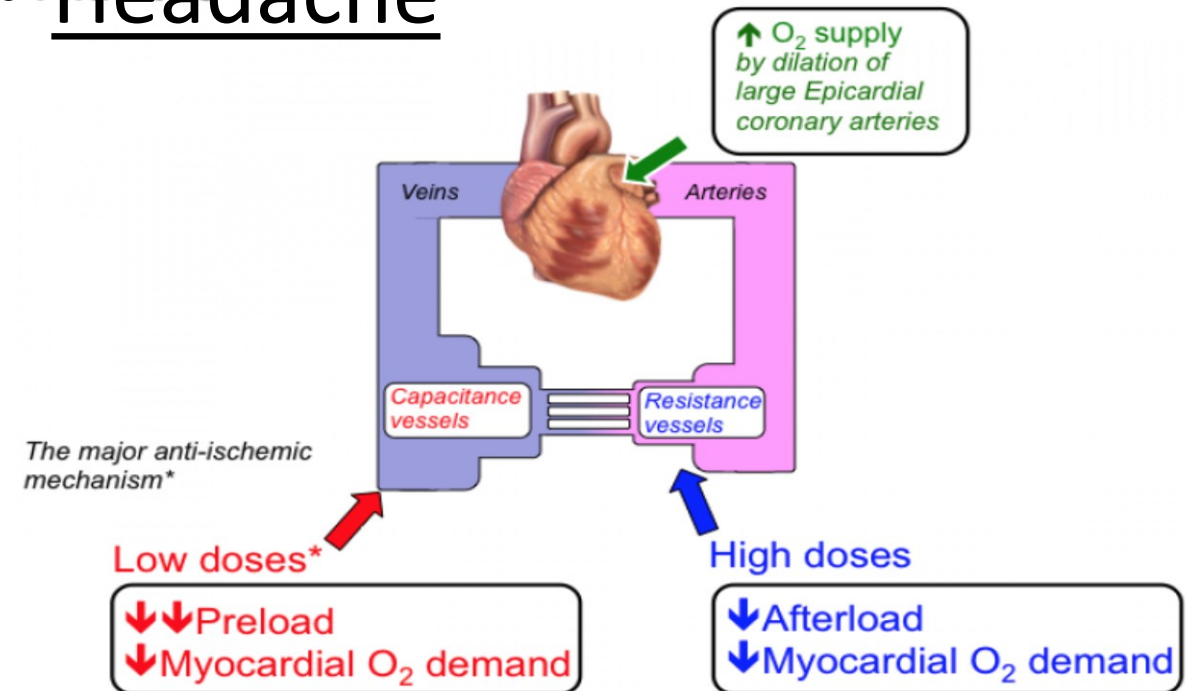 Headache
↑ O₂ supply
by dilation of
large Epicardial
coronary arteries
Veins
Arteries
Capacitance
vessels
Resistance
vessels
The major anti-ischemic
mechanism*
Low doses*
↓↓Preload
↓Myocardial O₂ demand
High doses
↓Afterload
↓Myocardial O₂ demand